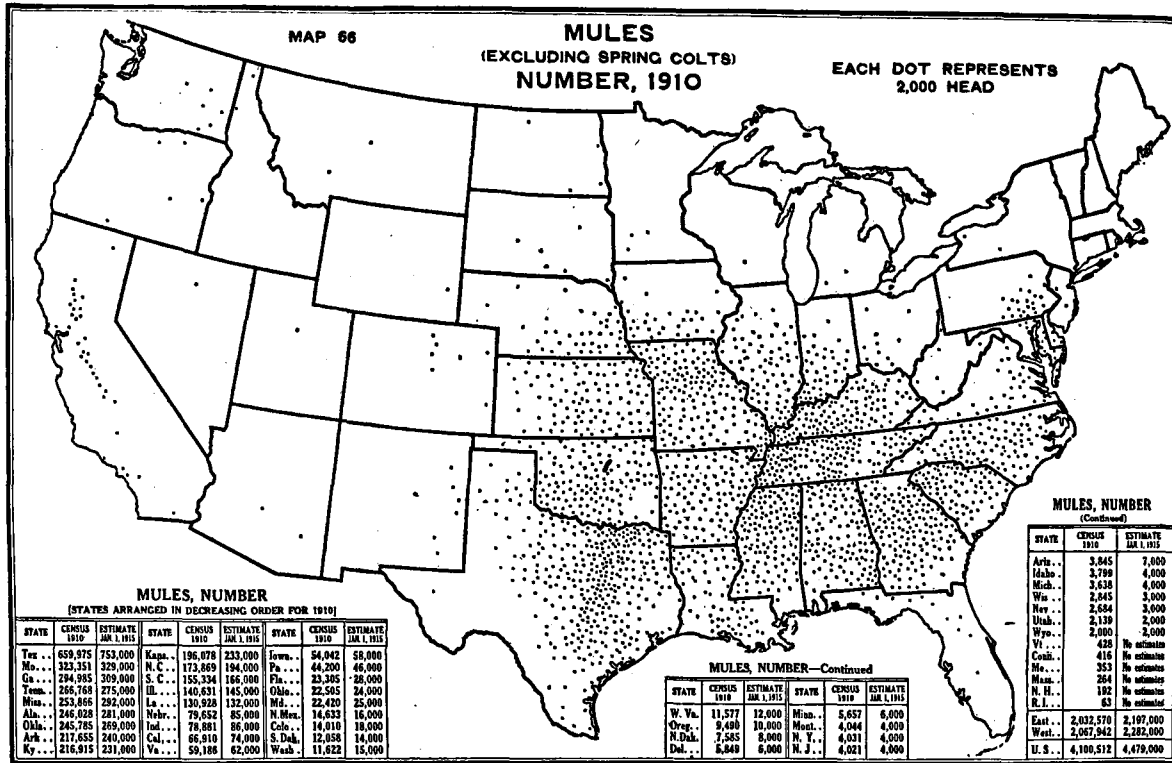 MAP 66
MULES
(EXCLUDING SPRING COLTS)
NUMBER, 1910
EACH DOT REPRESENTS
2,000 HEAD
MULES, NUMBER
[STATES ARRANGED IN DECREASING ORDER FOR 1910]
STATE CENSUS 1910 ESTIMATE JAN. 1, 1915 STATE CENSUS 1910 ESTIMATE JAN. 1, 1915 STATE CENSUS 1910 ESTIMATE JAN. 1, 1915
Tex... 659,975 753,000 Kans.. 196,078 233,000 Iowa.. 54,042 58,000
Mo... 323,351 329,000 N.C... 173,869 194,000 Pa.... 44,200 46,000
Ga... 294,985 309,000 S.C... 155,334 166,000 Fla... 23,305 28,000
Tenn. 266,768 275,000 Ill.... 140,631 145,000 Ohio.. 22,505 24,000
Miss.. 253,866 292,000 La.... 130,928 132,000 Md... 22,420 25,000
Ala... 246,028 281,000 Nebr.. 79,652 85,000 N.Mex. 14,633 16,000
Okla.. 245,785 269,000 Ind... 78,881 86,000 Colo.. 14,010 18,000
Ark... 217,655 240,000 Cal... 66,910 74,000 S. Dak. 12,058 14,000
Ky... 216,915 231,000 Va... 59,186 62,000 Wash. 11,622 15,000
MULES, NUMBER—Continued
STATE CENSUS 1910 ESTIMATE JAN. 1, 1915 STATE CENSUS 1910 ESTIMATE JAN. 1, 1915
W. Va. 11,577 12,000 Minn.. 5,657 6,000
Oreg.. 9,490 10,000 Mont.. 4,044 4,000
N.Dak. 7,585 8,000 N. Y... 4,031 4,000
Del... 5,849 6,000 N. J... 4,021 4,000
MULES, NUMBER
(Continued)
STATE CENSUS 1910 ESTIMATE JAN. 1, 1915
Ariz.. 3,845 7,000
Idaho.. 3,799 4,000
Mich.. 3,638 4,000
Wis... 2,845 3,000
Nev... 2,684 3,000
Utah.. 2,139 2,000
Wyo.. 2,000 2,000
Vt.... 428 No estimates
Conn. 416 No estimates
Me... 353 No estimates
Mass. 264 No estimates
N. H. 192 No estimates
R. I... 63 No estimates
East.. 2,032,570 2,197,000
West.. 2,067,942 2,282,000
U. S.. 4,100,512 4,479,000